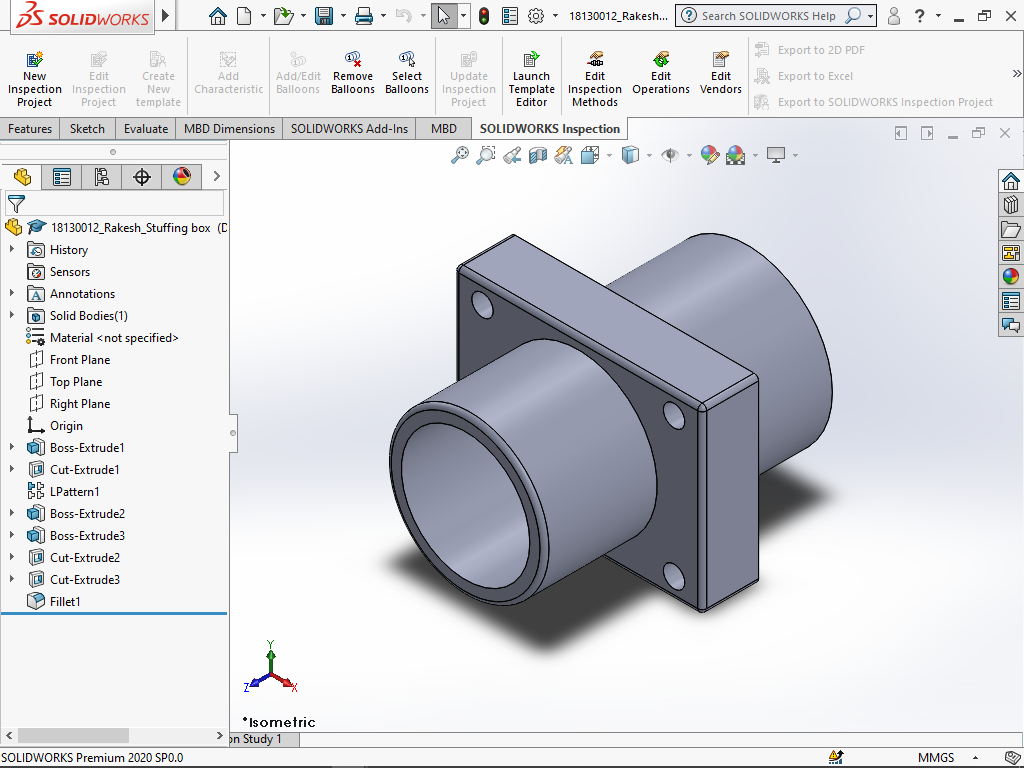 SOLIDWORKS
18130012_Rakesh...
Search SOLIDWORKS Help
?
New Inspection Project
Edit Inspection Project
Create New template
Add Characteristic
Add/Edit Balloons
Remove Balloons
Select Balloons
Update Inspection Project
Launch Template Editor
Edit Inspection Methods
Edit Operations
Edit Vendors
Export to 2D PDF
Export to Excel
Export to SOLIDWORKS Inspection Project
Features
Sketch
Evaluate
MBD Dimensions
SOLIDWORKS Add-Ins
MBD
SOLIDWORKS Inspection
18130012_Rakesh_Stuffing box (D
History
Sensors
Annotations
Solid Bodies(1)
Material <not specified>
Front Plane
Top Plane
Right Plane
Origin
Boss-Extrude1
Cut-Extrude1
LPattern1
Boss-Extrude2
Boss-Extrude3
Cut-Extrude2
Cut-Extrude3
Fillet1
Y
Z
X
*Isometric
on Study 1
SOLIDWORKS Premium 2020 SP0.0
MMGS